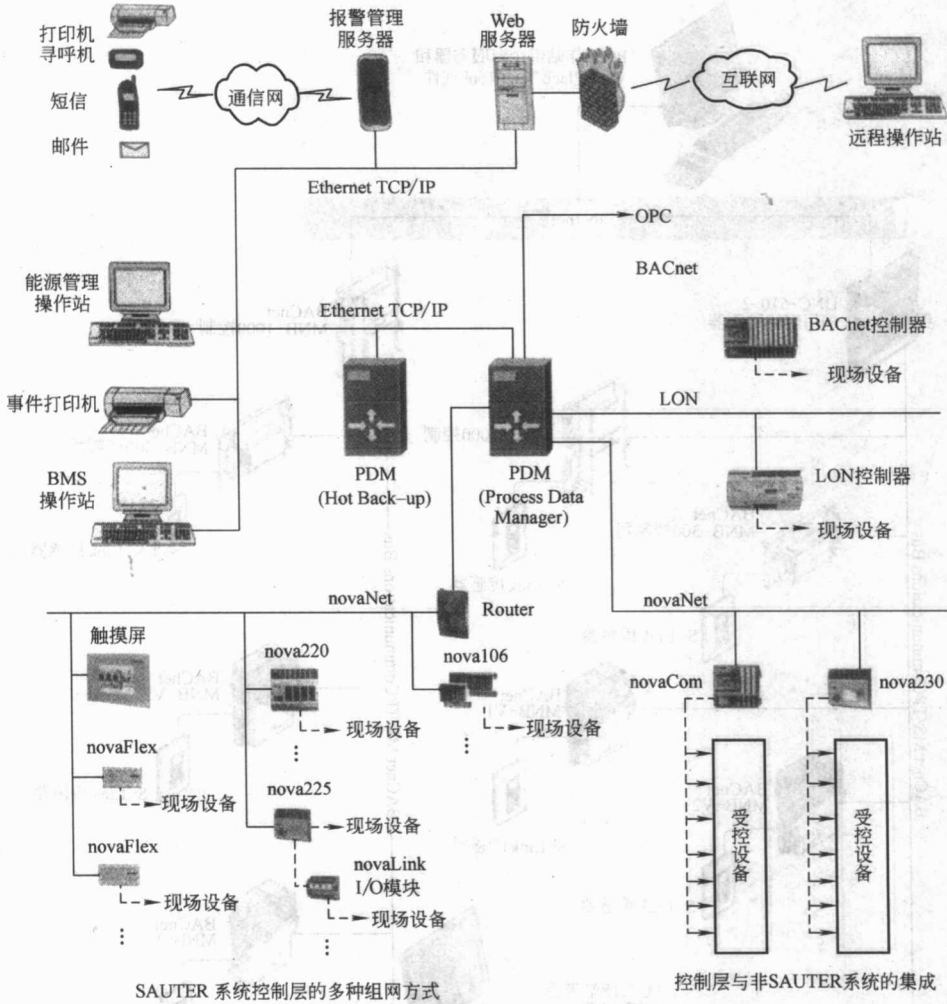 打印机
寻呼机
短信
邮件
通信网
报警管理
服务器
Web
服务器
防火墙
互联网
远程操作站
Ethernet TCP/IP
OPC
BACnet
能源管理
操作站
Ethernet TCP/IP
BACnet控制器
现场设备
事件打印机
LON
PDM
(Hot Back-up)
PDM
(Process Data
Manager)
BMS
操作站
LON控制器
现场设备
novaNet
Router
novaNet
触摸屏
nova220
现场设备
nova106
现场设备
novaCom
nova230
novaFlex
现场设备
nova225
现场设备
novaFlex
现场设备
novaLink
I/O模块
现场设备
受控设备
受控设备
SAUTER 系统控制层的多种组网方式
控制层与非SAUTER系统的集成